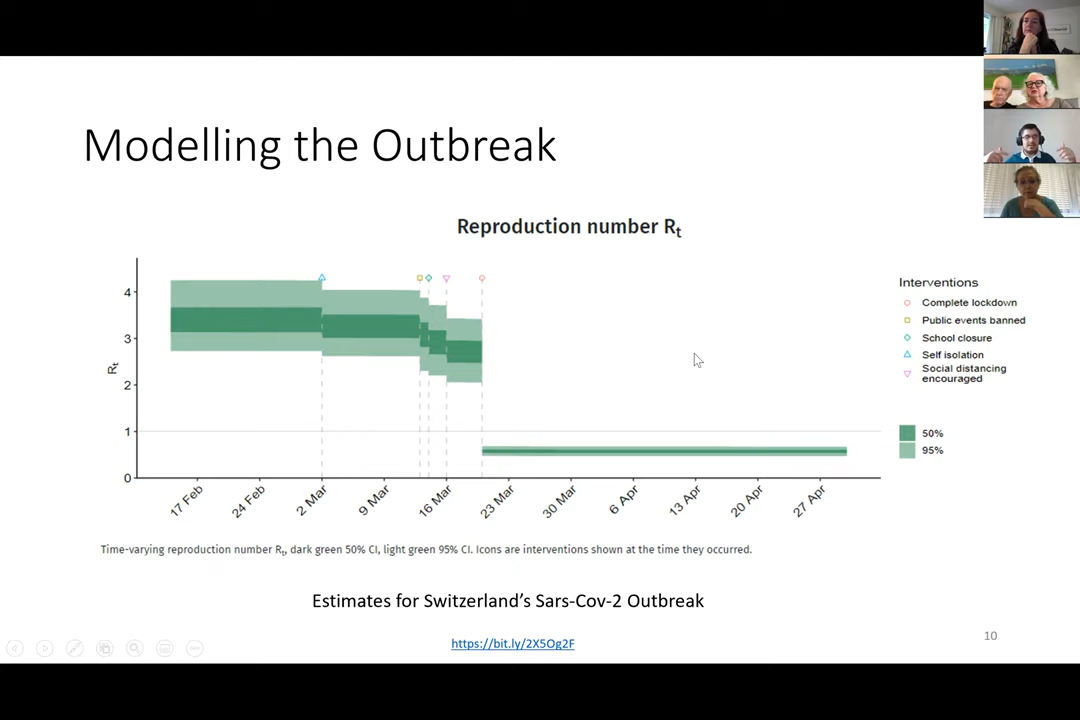 Modelling the Outbreak
Reproduction number Rt
Rt
4
3
2
1
0
17 Feb
24 Feb
2 Mar
9 Mar
16 Mar
23 Mar
30 Mar
6 Apr
13 Apr
20 Apr
27 Apr
Interventions
Complete lockdown
Public events banned
School closure
Self isolation
Social distancing
encouraged
50%
95%
Time-varying reproduction number Rt, dark green 50% CI, light green 95% CI. Icons are interventions shown at the time they occurred.
Estimates for Switzerland's Sars-Cov-2 Outbreak
https://bit.ly/2X5Og2F
10